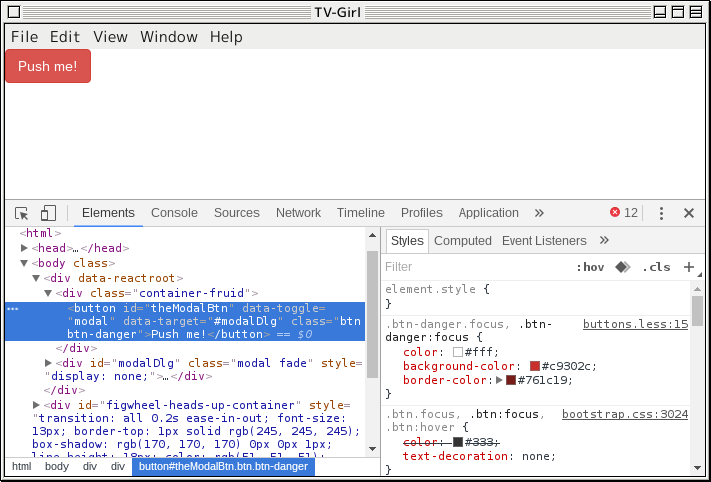 TV-Girl
File Edit View Window Help
Push me!
Elements Console Sources Network Timeline Profiles Application » 12
<html>
<head>…</head>
<body class>
<div data-reactroot>
<div class="container-fruid">
<button id="theModalBtn" data-toggle=
"modal" data-target="#modalDlg" class="btn
btn-danger">Push me!</button> == $0
</div>
<div id="modalDlg" class="modal fade" style=
"display: none;">…</div>
</div>
<div id="figwheel-heads-up-container" style=
"transition: all 0.2s ease-in-out; font-size:
13px; border-top: 1px solid rgb(245, 245, 245);
box-shadow: rgb(170, 170, 170) 0px 0px 1px;
line-height: 18px; color: rgb(51, 51, 51);
html body div div button#theModalBtn.btn.btn-danger
Styles Computed Event Listeners »
Filter :hov .cls +
element.style {
}
.btn-danger.focus, .btn- buttons.less:15
danger:focus {
color: #fff;
background-color: #c9302c;
border-color: #761c19;
}
.btn.focus, .btn:focus, bootstrap.css:3024
.btn:hover {
color: #333;
text-decoration: none;
}